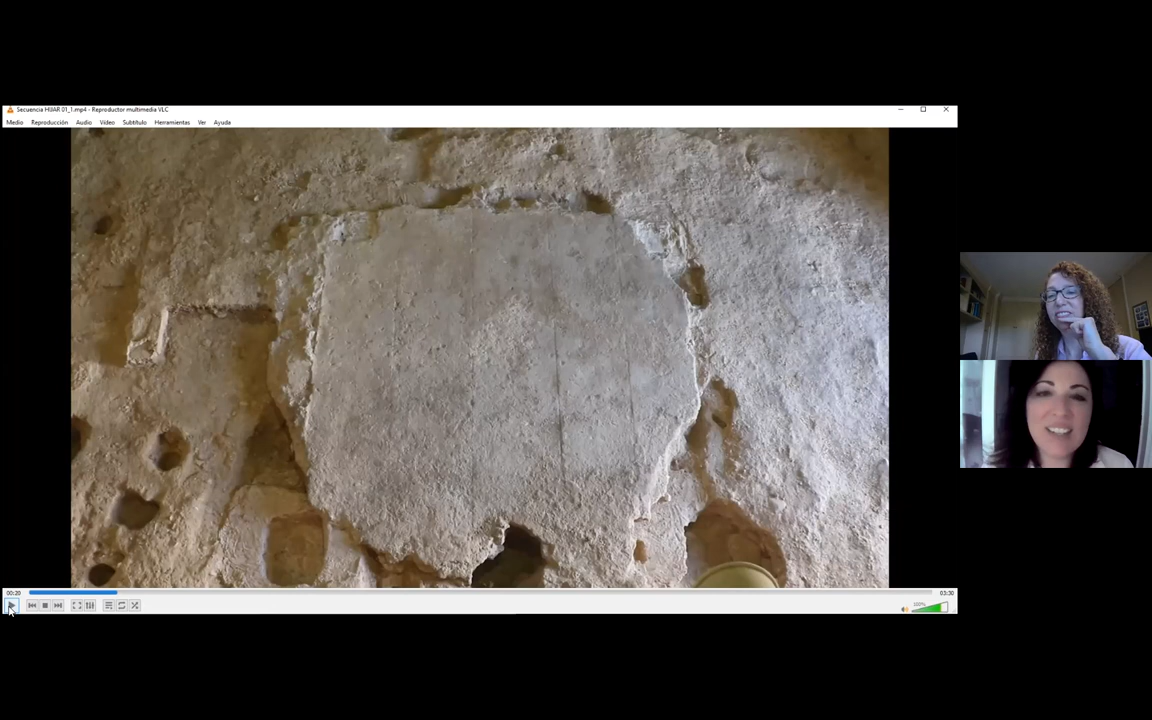 Secuencia HIJAR 01_1.mp4 - Reproductor multimedia VLC
Medio Reproducción Audio Vídeo Subtítulo Herramientas Ver Ayuda
00:20 03:30
100%